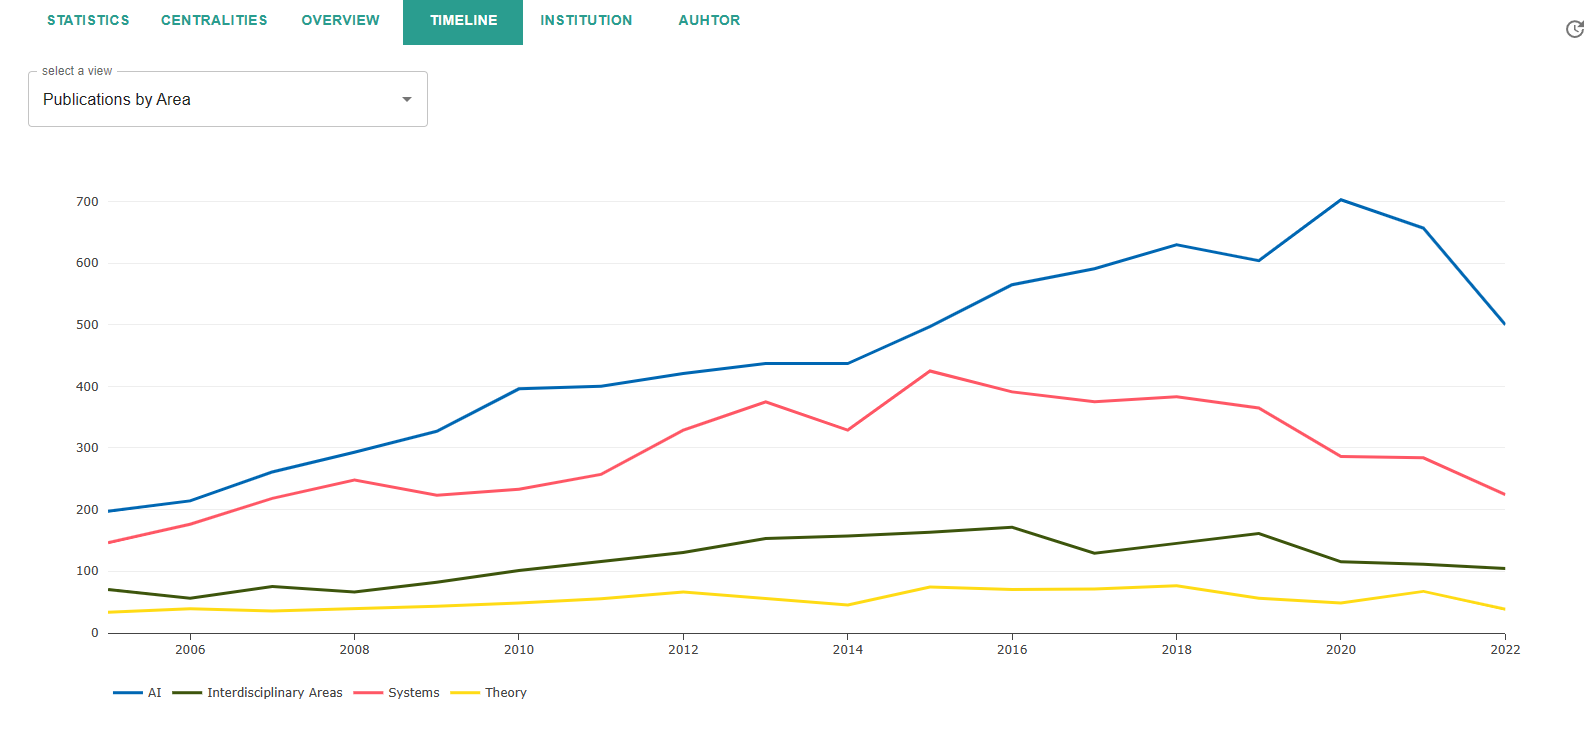 STATISTICS CENTRALITIES OVERVIEW TIMELINE INSTITUTION AUHTOR
select a view
Publications by Area
700
600
500
400
300
200
100
0
2006 2008 2010 2012 2014 2016 2018 2020 2022
AI Interdisciplinary Areas Systems Theory